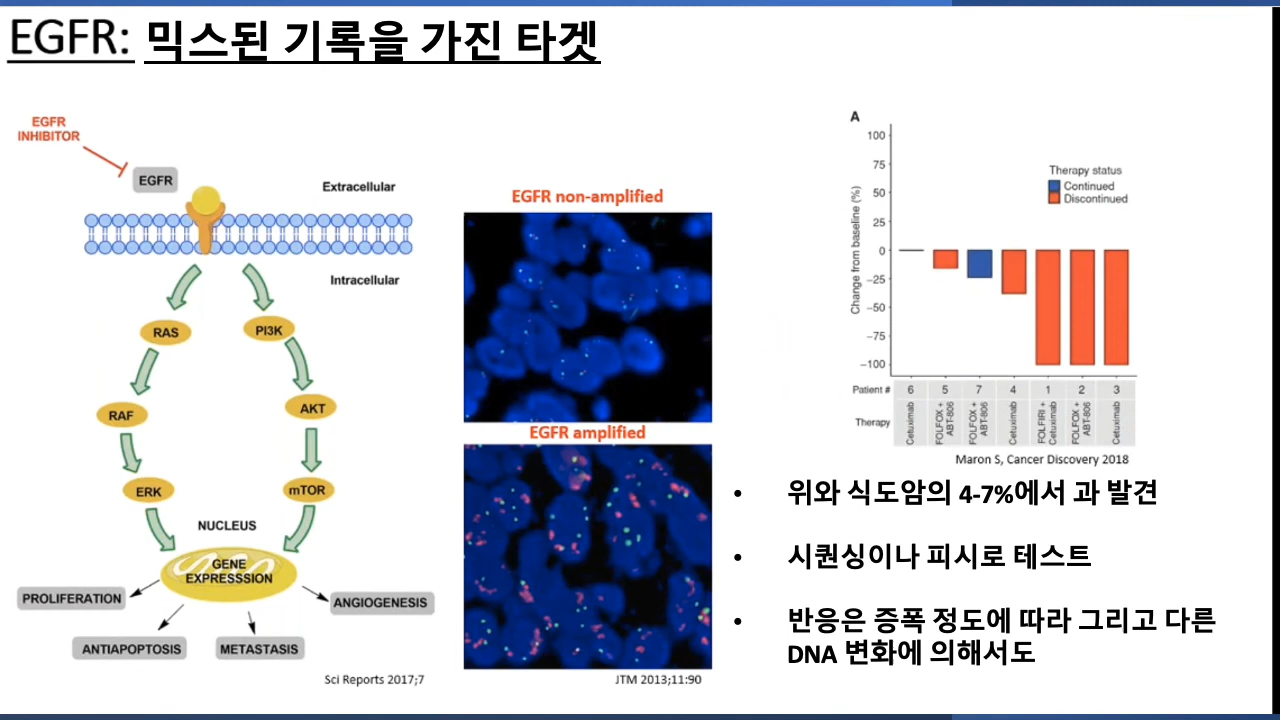 EGFR: 믹스된 기록을 가진 타겟
EGFR
INHIBITOR
EGFR
Extracellular
Intracellular
RAS
PI3K
RAF
AKT
ERK
mTOR
NUCLEUS
GENE
EXPRESSSION
PROLIFERATION
ANGIOGENESIS
ANTIAPOPTOSIS
METASTASIS
Sci Reports 2017;7
EGFR non-amplified
EGFR amplified
JTM 2013;11:90
A
Change from baseline (%)
100
75
50
25
0
−25
−50
−75
−100
Therapy status
Continued
Discontinued
Patient # 6 5 7 4 1 2 3
Therapy
Cetuximab
FOLFOX +
ABT-806
FOLFOX +
ABT-806
Cetuximab
FOLFIRI +
Cetuximab
FOLFOX +
ABT-806
Cetuximab
Maron S, Cancer Discovery 2018
• 위와 식도암의 4-7%에서 과 발견
• 시퀀싱이나 피시로 테스트
• 반응은 증폭 정도에 따라 그리고 다른
DNA 변화에 의해서도